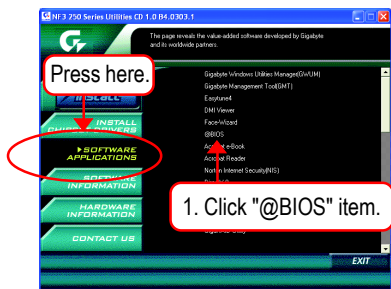 NF3 250 Series Utilities CD 1.0 B4.0303.1
The page reveals the value-added software developed by Gigabyte
and its worldwide partners.
Press here.
INSTALL
CHIPSET DRIVERS
SOFTWARE
APPLICATIONS
SOFTWARE
INFORMATION
HARDWARE
INFORMATION
CONTACT US
Gigabyte Windows Utilities Manager(GWUM)
Gigabyte Management Tool(GMT)
Easytune4
DMI Viewer
Face-Wizard
@BIOS
Acrobat e-Book
Acrobat Reader
Norton Internet Security(NIS)
1. Click "@BIOS" item.
EXIT